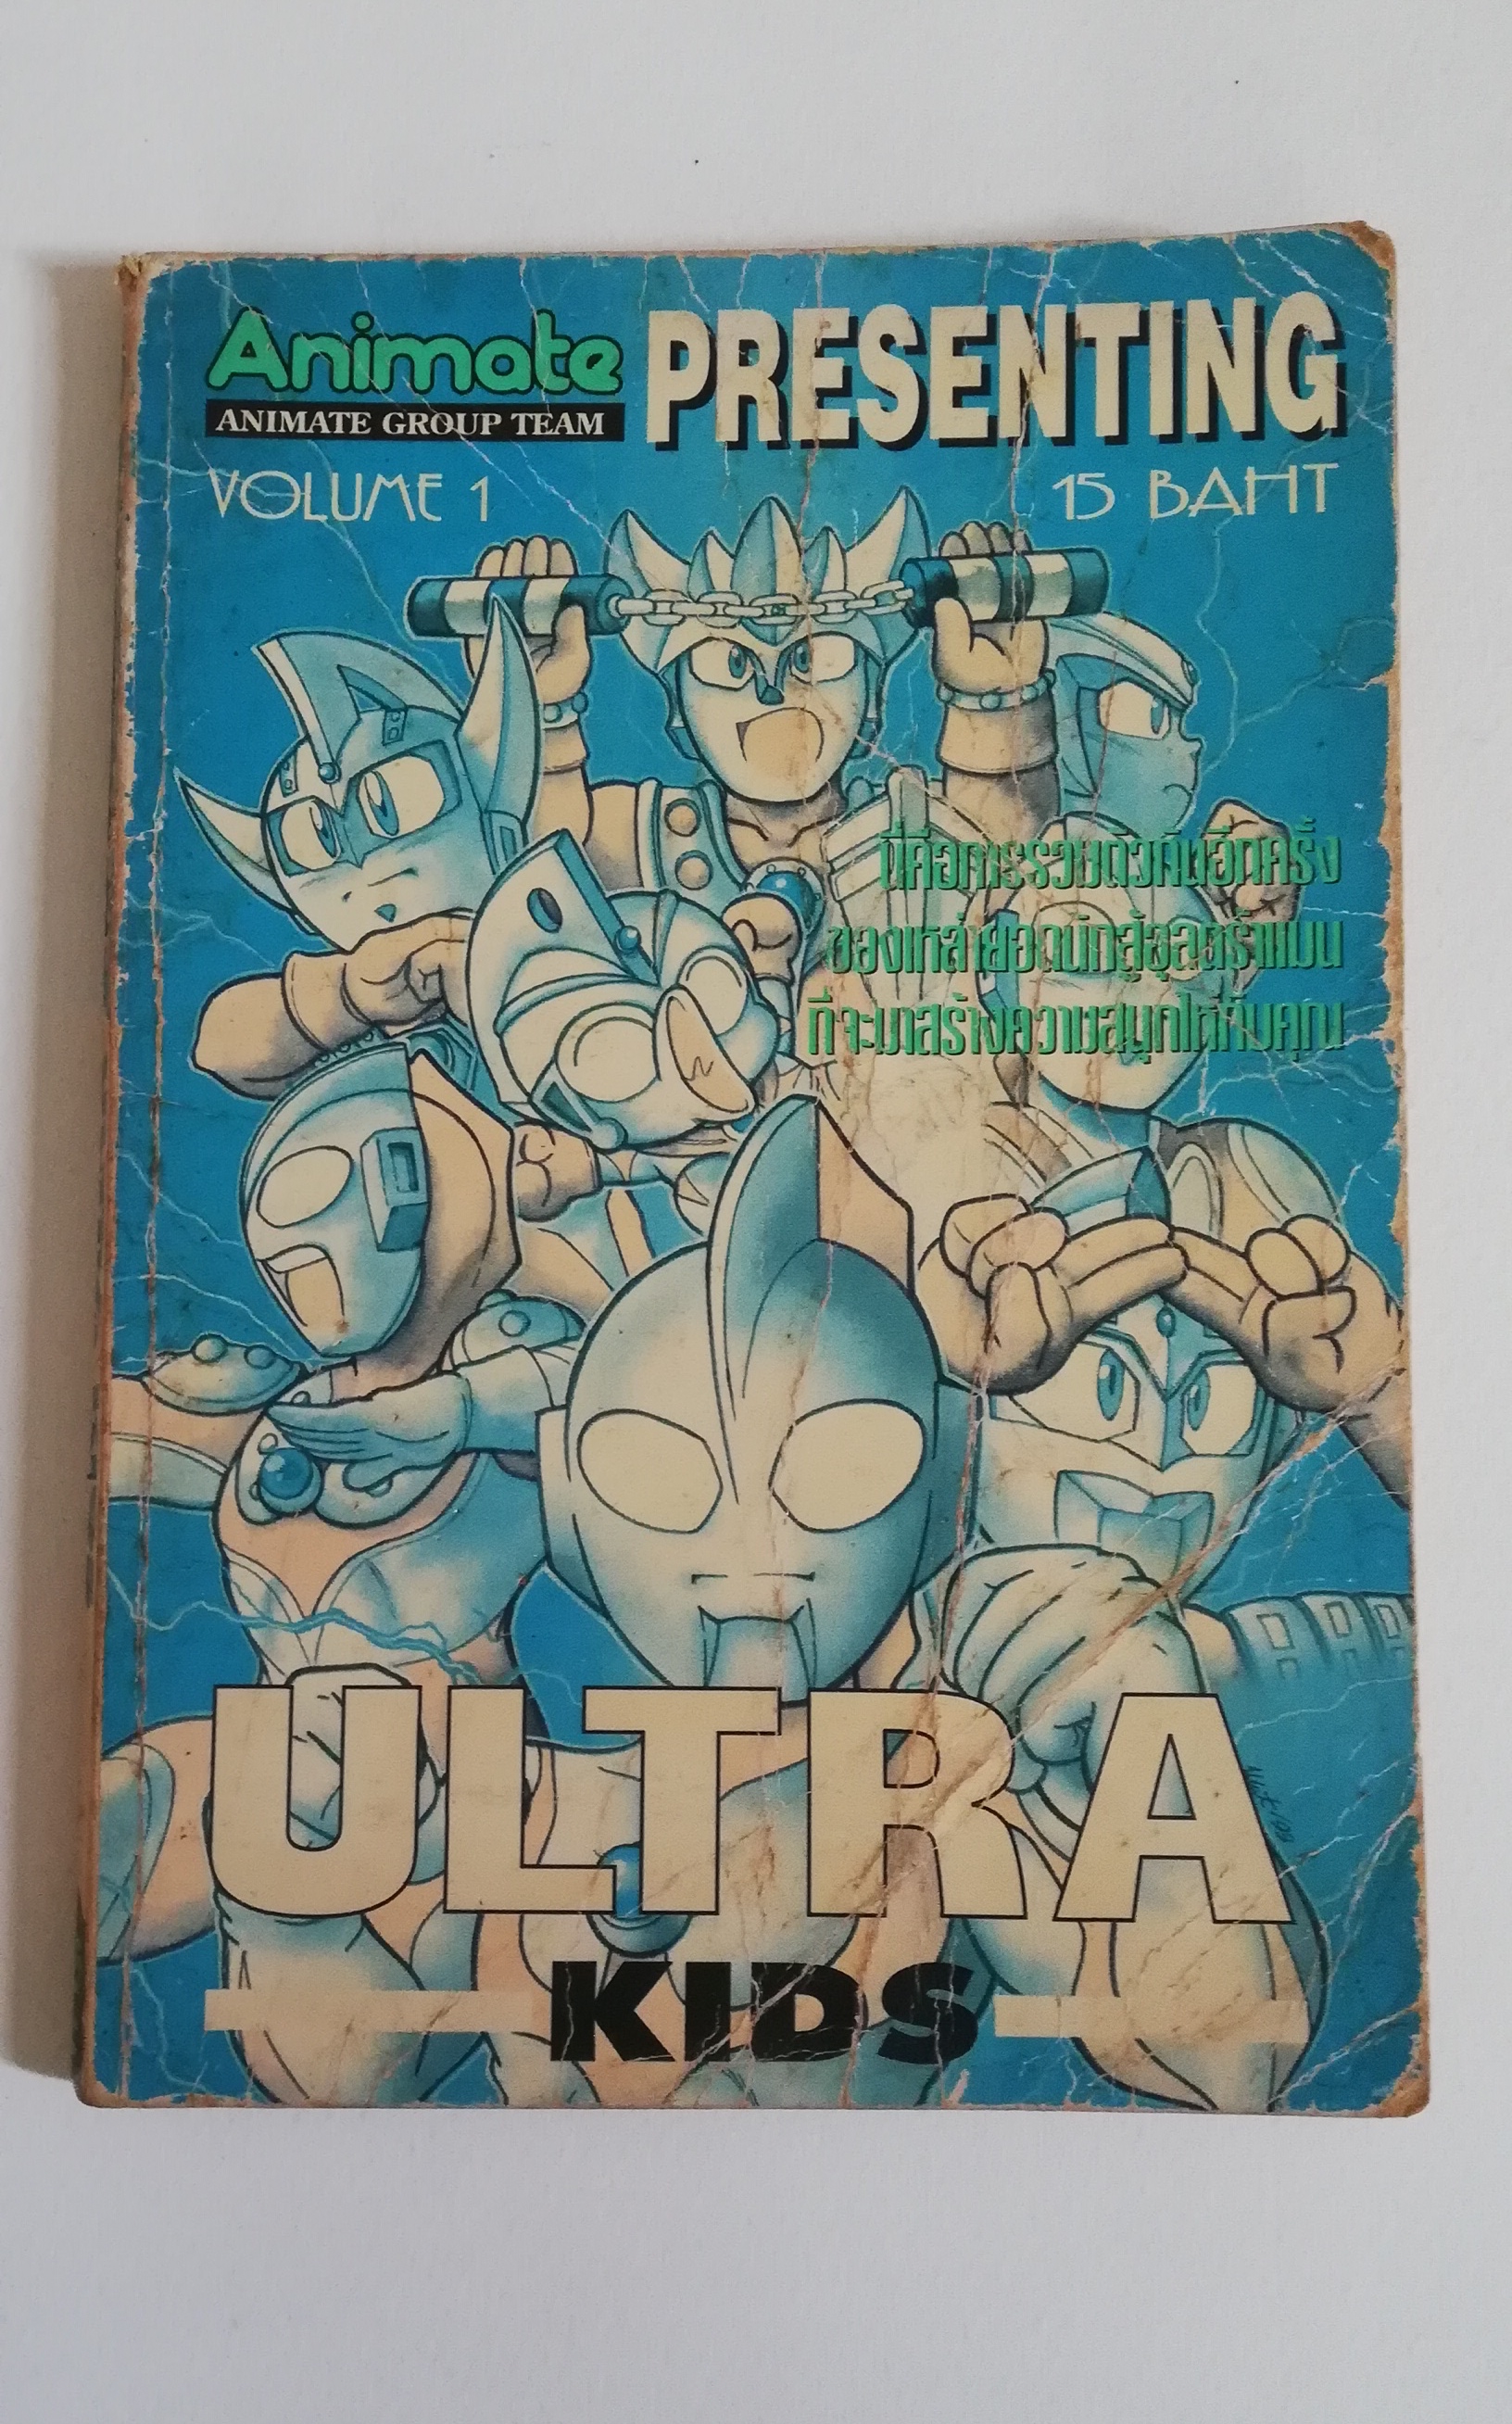 Animate
ANIMATE GROUP TEAM
PRESENTING
VOLUME 1
15 BAHT
นี่คือการรวมตัวกันอีกครั้ง
ของเหล่ายอดนักสู้อุลตร้าแมน
ที่จะมาสร้างความสนุกให้กับคุณ
ULTRA
KIDS